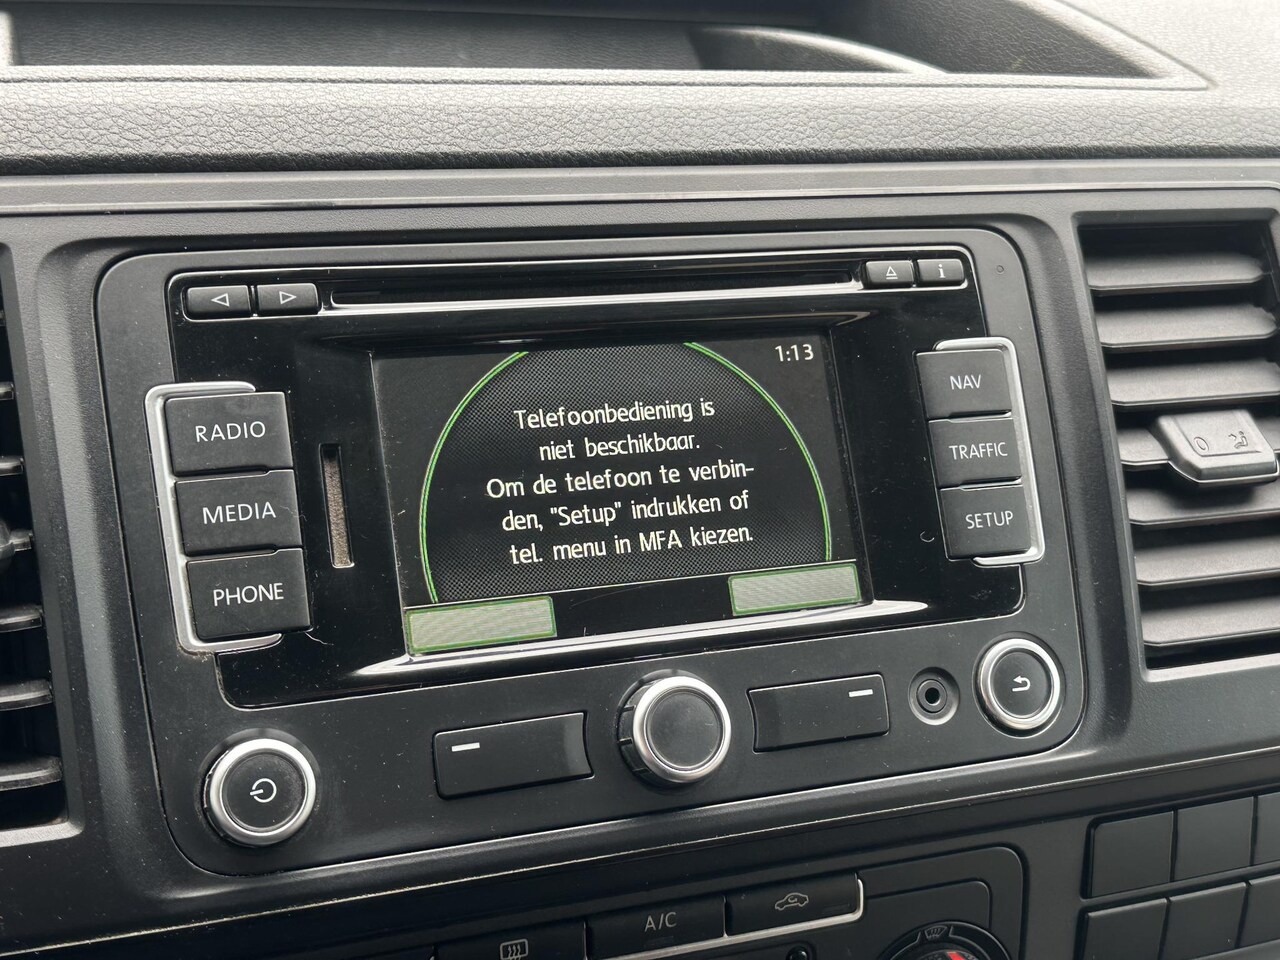 i
1:13
NAV
RADIO
Telefoonbediening is
niet beschikbaar.
Om de telefoon te verbin-
den, "Setup" indrukken of
tel. menu in MFA kiezen.
TRAFFIC
MEDIA
SETUP
PHONE
A/C